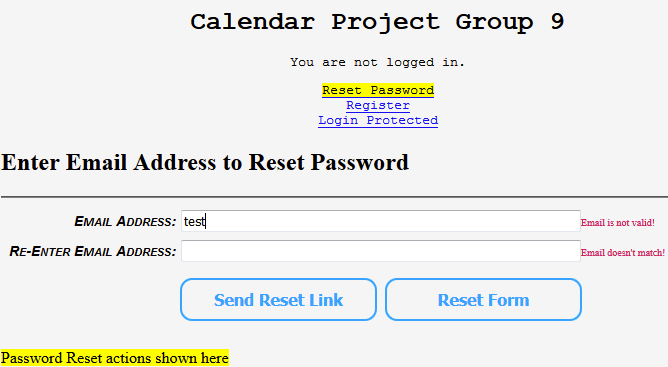 Calendar Project Group 9
You are not logged in.
Reset Password
Register
Login Protected
Enter Email Address to Reset Password
Email Address: test Email is not valid!
Re-Enter Email Address: Email doesn't match!
Send Reset Link Reset Form
Password Reset actions shown here